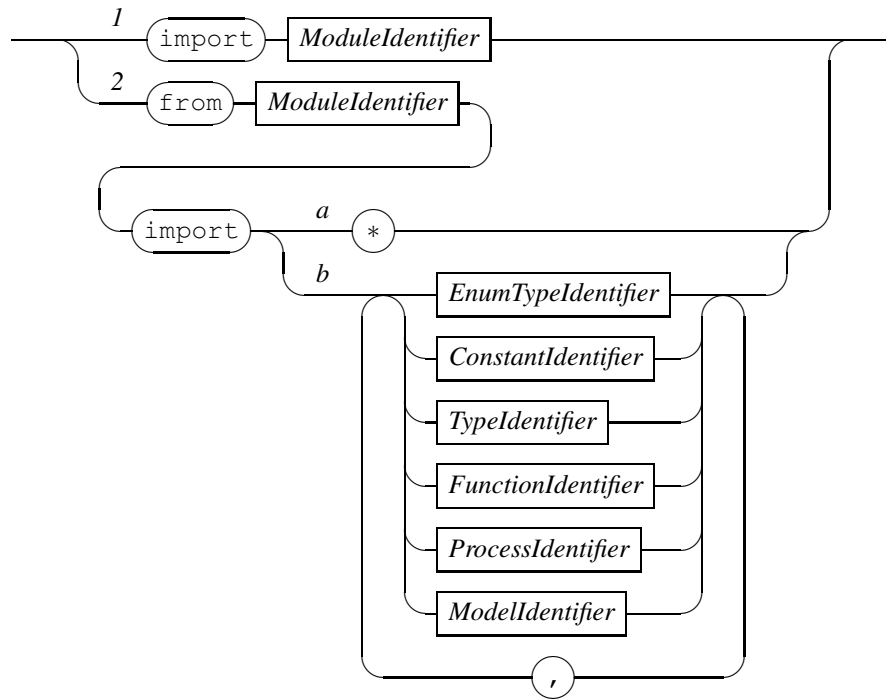 1
import ModuleIdentifier
2
from ModuleIdentifier
a
import *
b
EnumTypeIdentifier
ConstantIdentifier
TypeIdentifier
FunctionIdentifier
ProcessIdentifier
ModelIdentifier
,